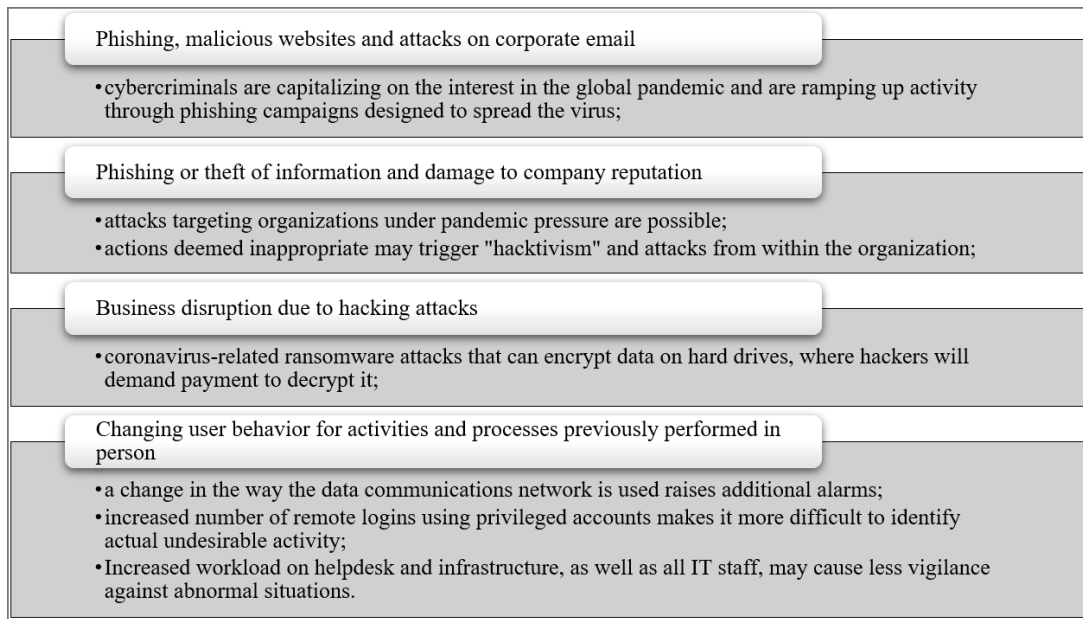 Phishing, malicious websites and attacks on corporate email
•cybercriminals are capitalizing on the interest in the global pandemic and are ramping up activity
through phishing campaigns designed to spread the virus;
Phishing or theft of information and damage to company reputation
•attacks targeting organizations under pandemic pressure are possible;
•actions deemed inappropriate may trigger "hacktivism" and attacks from within the organization;
Business disruption due to hacking attacks
•coronavirus-related ransomware attacks that can encrypt data on hard drives, where hackers will
demand payment to decrypt it;
Changing user behavior for activities and processes previously performed in
person
•a change in the way the data communications network is used raises additional alarms;
•increased number of remote logins using privileged accounts makes it more difficult to identify
actual undesirable activity;
•Increased workload on helpdesk and infrastructure, as well as all IT staff, may cause less vigilance
against abnormal situations.